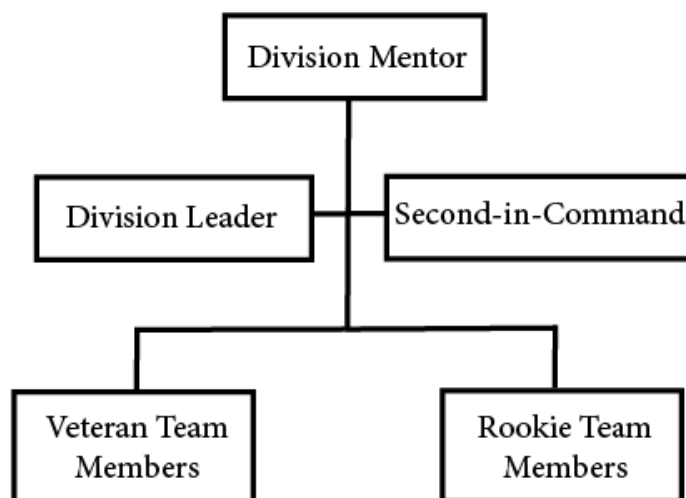 Division Mentor
Division Leader
Second-in-Command
Veteran Team
Members
Rookie Team
Members